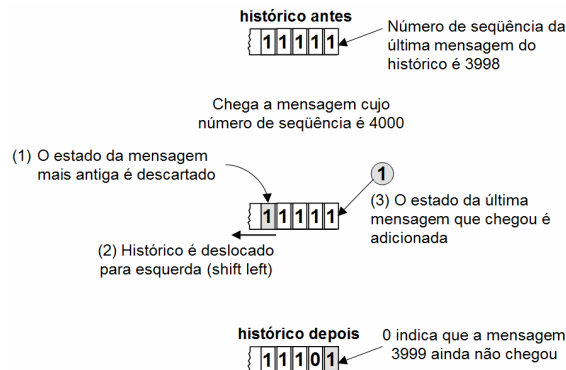 histórico antes
1 1 1 1 1
Número de seqüência da
última mensagem do
histórico é 3998
Chega a mensagem cujo
número de seqüência é 4000
(1) O estado da mensagem
mais antiga é descartado
1
(3) O estado da última
mensagem que chegou é
adicionada
1 1 1 1 1
(2) Histórico é deslocado
para esquerda (shift left)
histórico depois
1 1 1 0 1
0 indica que a mensagem
3999 ainda não chegou